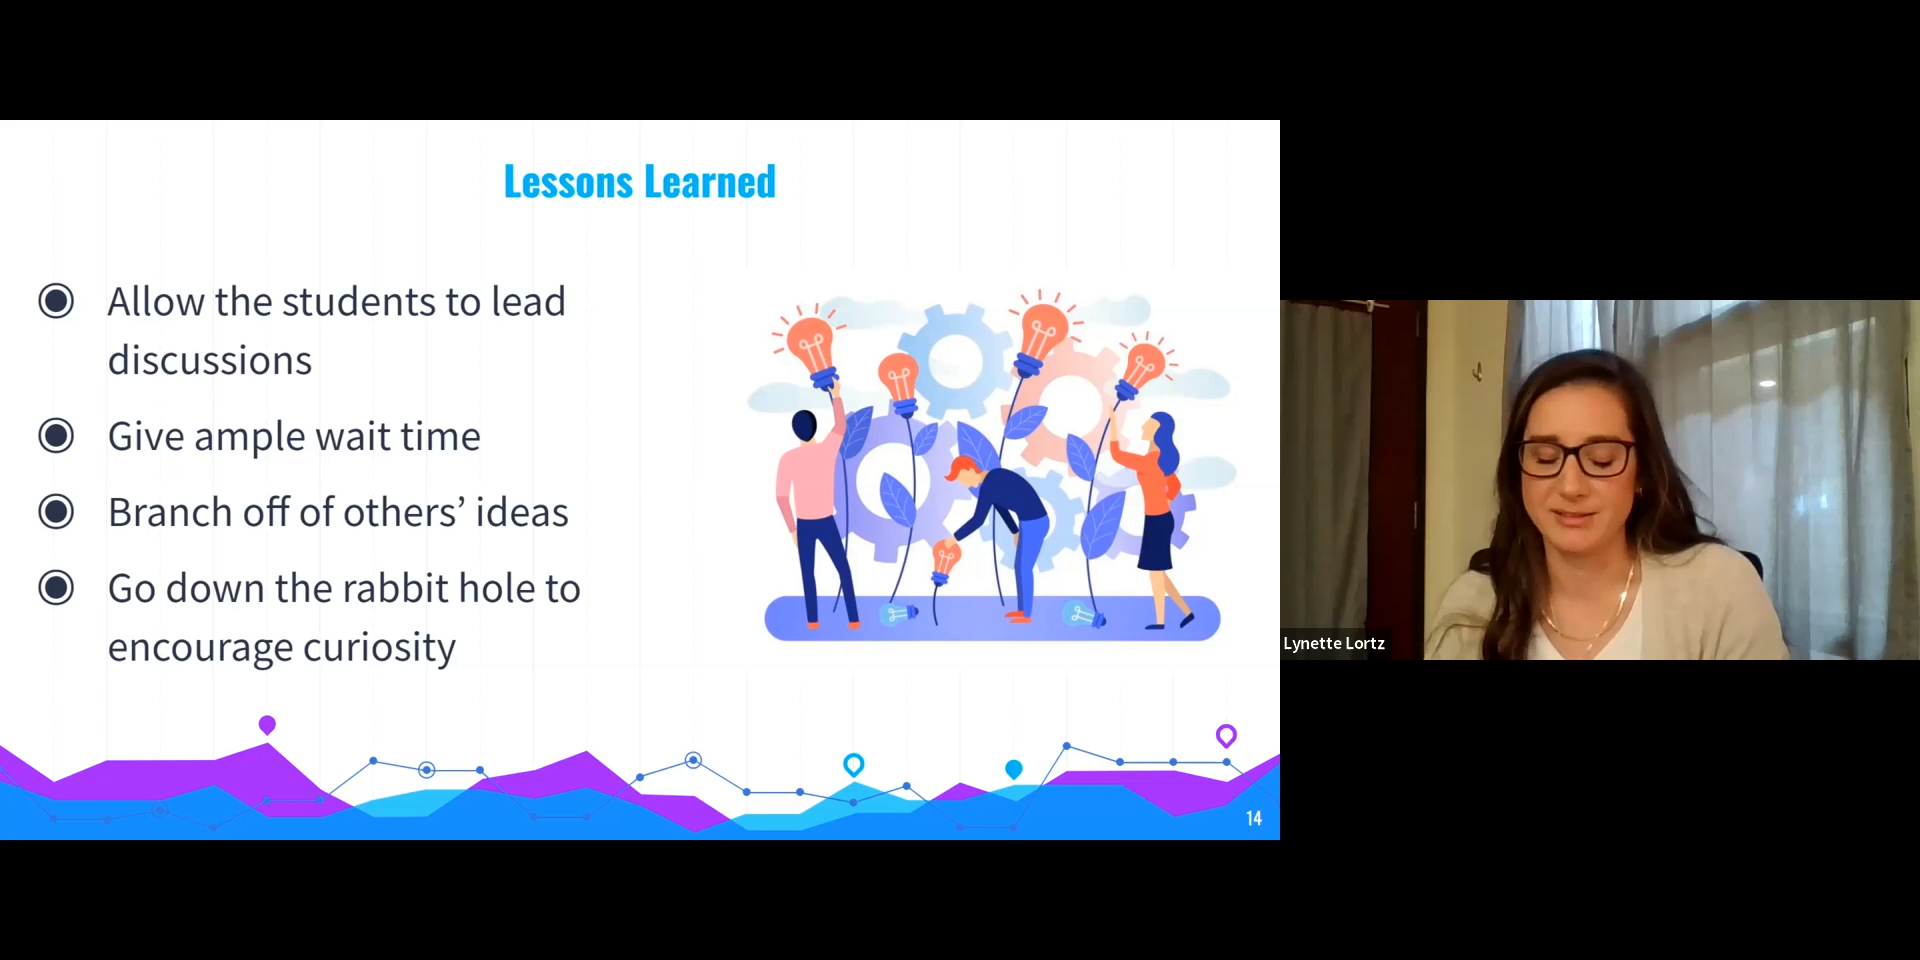 Lessons Learned
Allow the students to lead
discussions
Give ample wait time
Branch off of others’ ideas
Go down the rabbit hole to
encourage curiosity
14
Lynette Lortz